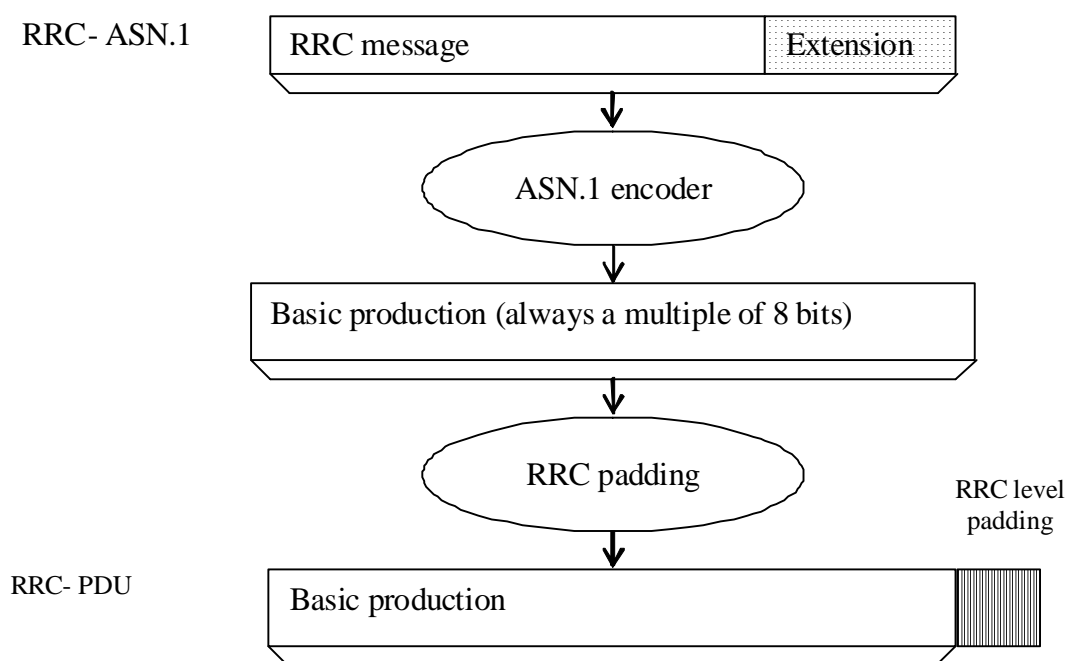 RRC- ASN.1
RRC message
Extension
ASN.1 encoder
Basic production (always a multiple of 8 bits)
RRC padding
RRC level
padding
RRC- PDU
Basic production